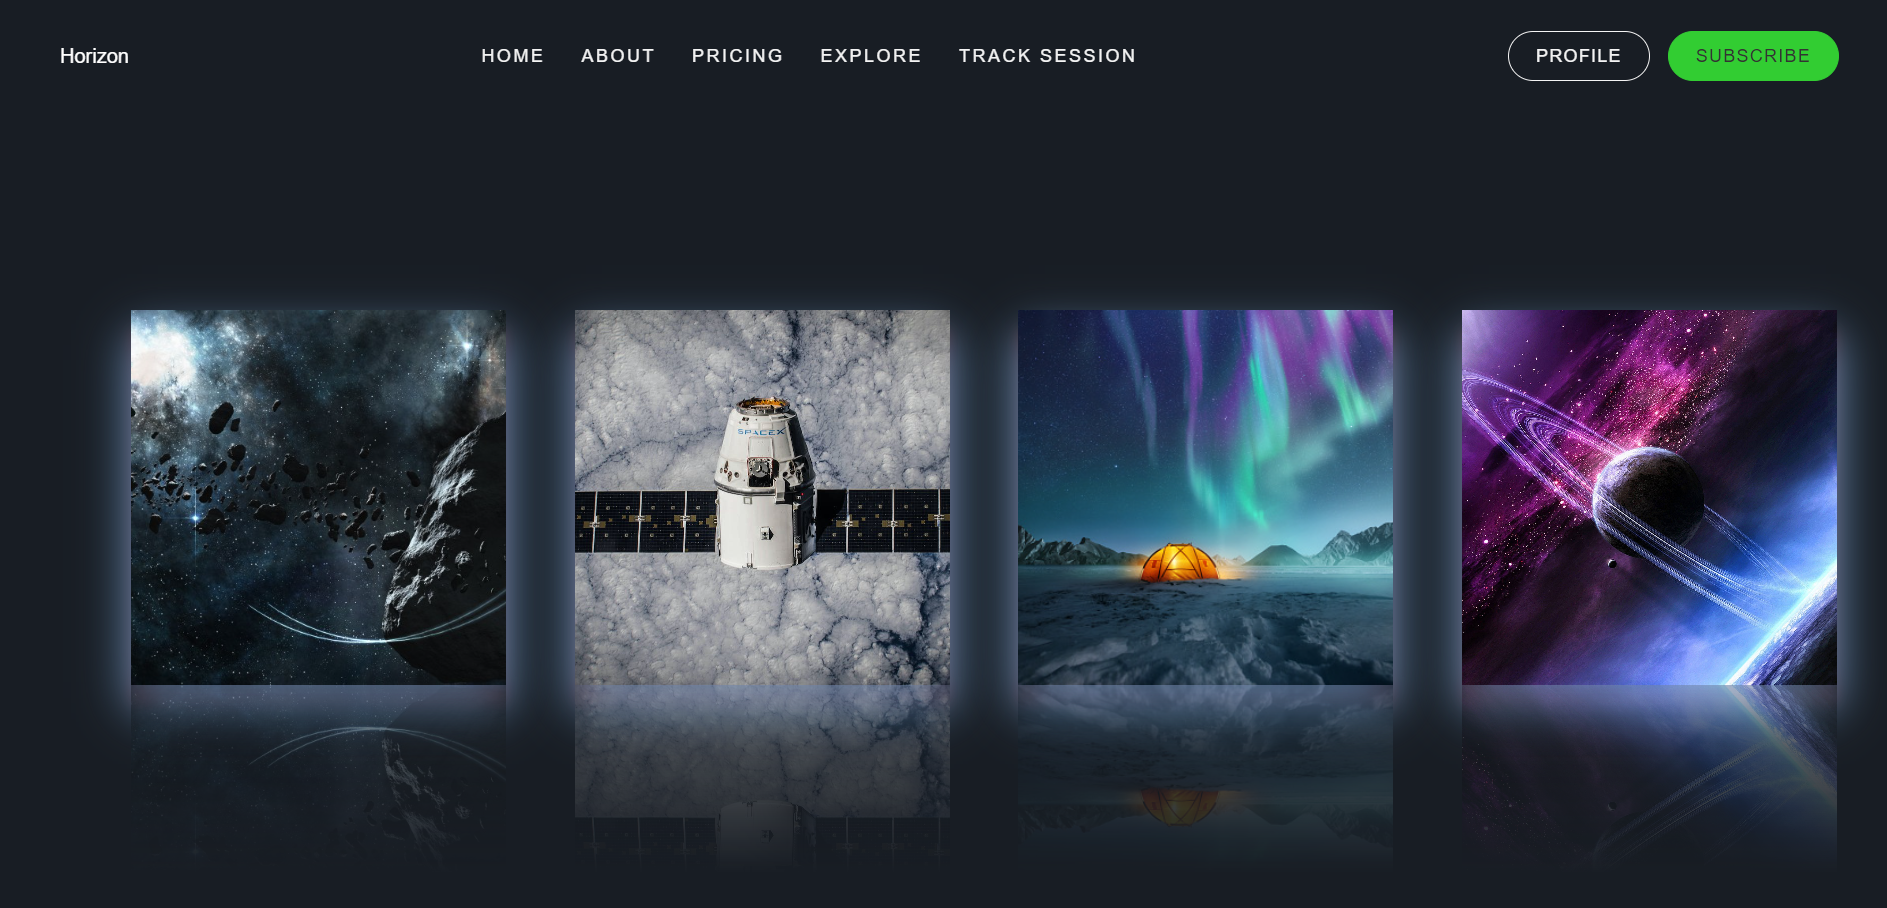 Horizon
HOME ABOUT PRICING EXPLORE TRACK SESSION
PROFILE SUBSCRIBE
SPACEX